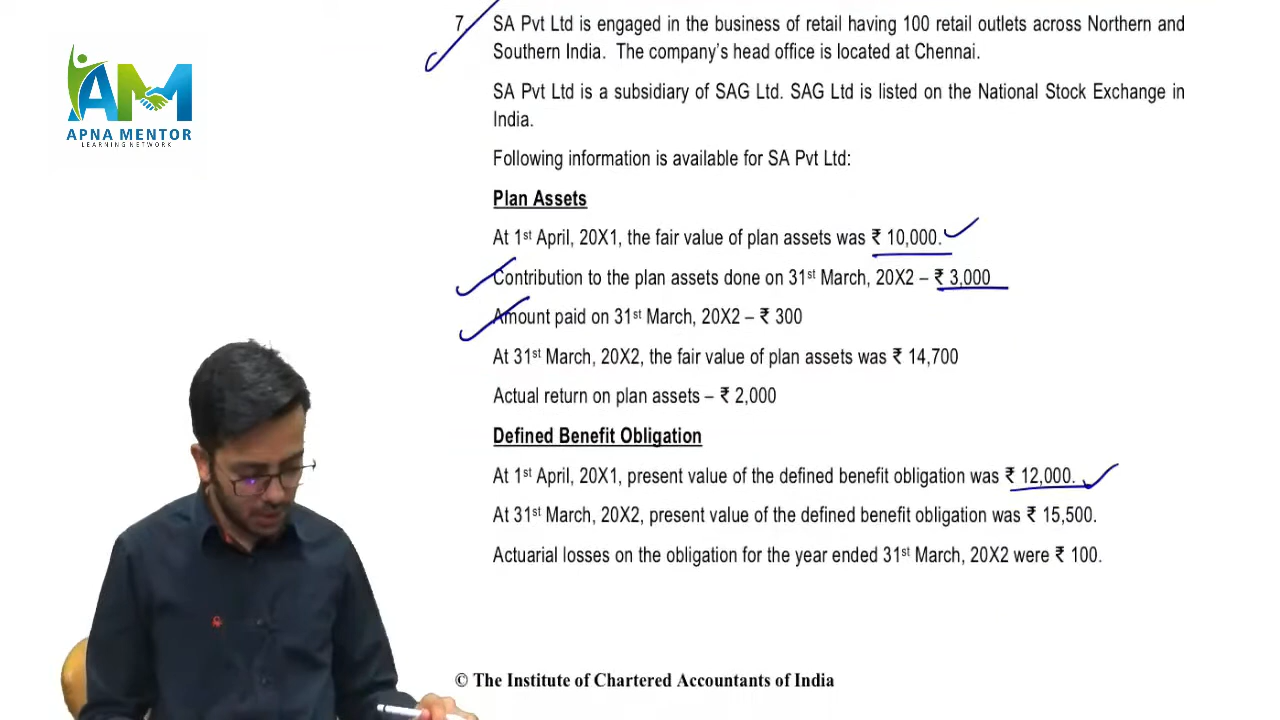 AM
APNA MENTOR
LEARNING NETWORK
7. SA Pvt Ltd is engaged in the business of retail having 100 retail outlets across Northern and
Southern India. The company's head office is located at Chennai.
SA Pvt Ltd is a subsidiary of SAG Ltd. SAG Ltd is listed on the National Stock Exchange in
India.
Following information is available for SA Pvt Ltd:
Plan Assets
At 1st April, 20X1, the fair value of plan assets was ₹ 10,000.
Contribution to the plan assets done on 31st March, 20X2 – ₹ 3,000
Amount paid on 31st March, 20X2 – ₹ 300
At 31st March, 20X2, the fair value of plan assets was ₹ 14,700
Actual return on plan assets – ₹ 2,000
Defined Benefit Obligation
At 1st April, 20X1, present value of the defined benefit obligation was ₹ 12,000.
At 31st March, 20X2, present value of the defined benefit obligation was ₹ 15,500.
Actuarial losses on the obligation for the year ended 31st March, 20X2 were ₹ 100.
© The Institute of Chartered Accountants of India